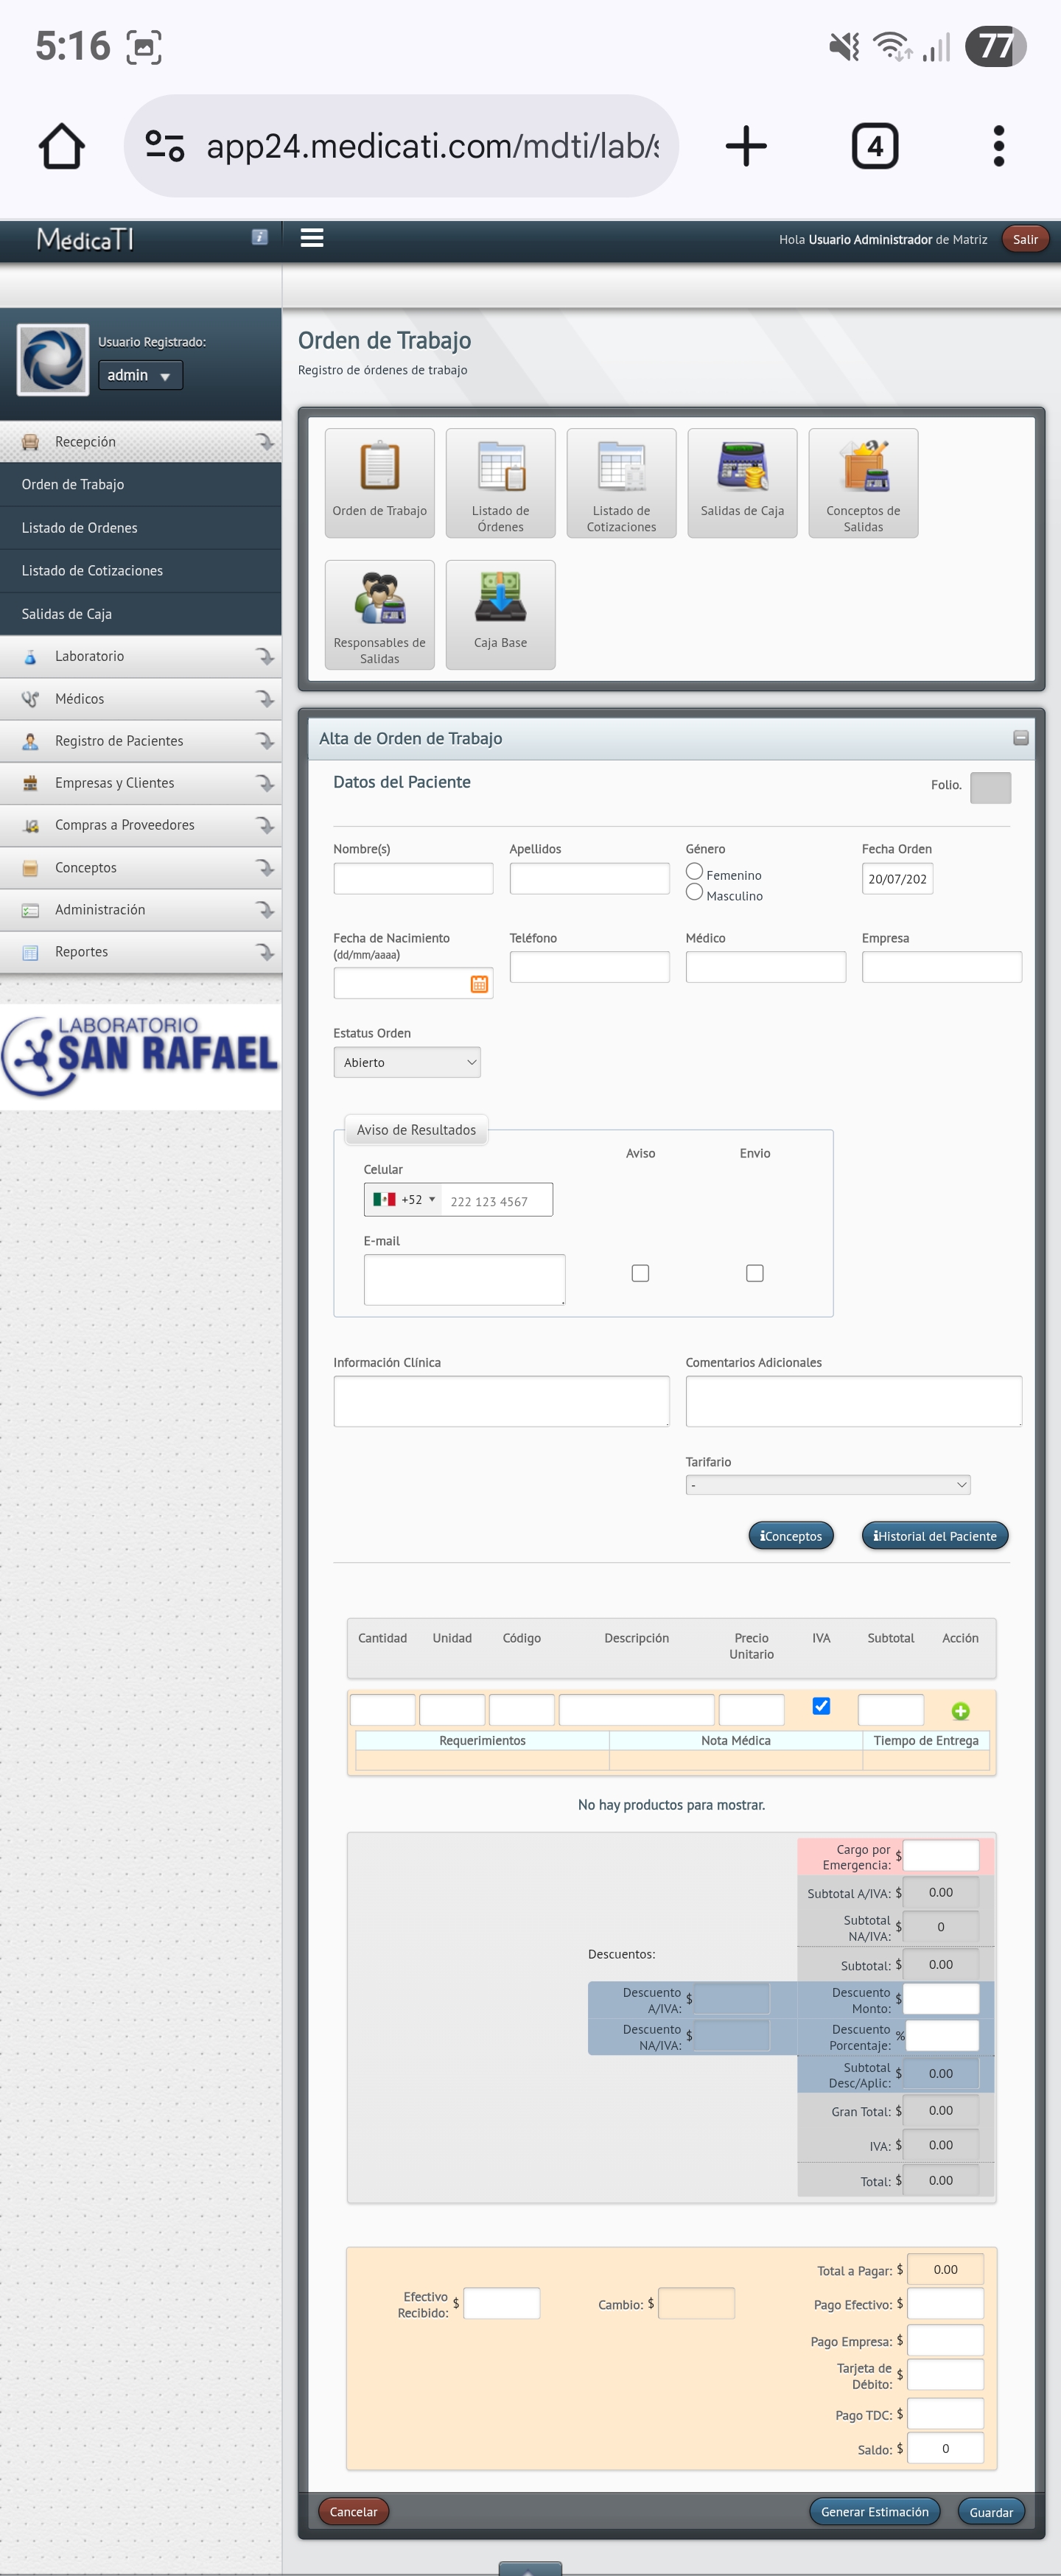 5:16
77
app24.medicati.com/mdti/lab/s
4
MedicaTI
Hola Usuario Administrador de Matriz
Salir
Usuario Registrado:
admin
Recepción
Orden de Trabajo
Listado de Ordenes
Listado de Cotizaciones
Salidas de Caja
Laboratorio
Médicos
Registro de Pacientes
Empresas y Clientes
Compras a Proveedores
Conceptos
Administración
Reportes
LABORATORIO
SAN RAFAEL
Orden de Trabajo
Registro de órdenes de trabajo
Orden de Trabajo
Listado de
Órdenes
Listado de
Cotizaciones
Salidas de Caja
Conceptos de
Salidas
Responsables de
Salidas
Caja Base
Alta de Orden de Trabajo
Datos del Paciente
Folio.
Nombre(s)
Apellidos
Género
Fecha Orden
Femenino
Masculino
20/07/202
Fecha de Nacimiento
(dd/mm/aaaa)
Teléfono
Médico
Empresa
Estatus Orden
Abierto
Aviso de Resultados
Aviso
Envio
Celular
+52
222 123 4567
E-mail
Información Clínica
Comentarios Adicionales
Tarifario
-
Conceptos
Historial del Paciente
Cantidad
Unidad
Código
Descripción
Precio
Unitario
IVA
Subtotal
Acción
Requerimientos
Nota Médica
Tiempo de Entrega
No hay productos para mostrar.
Cargo por
Emergencia:
$
Subtotal A/IVA: $ 0.00
Subtotal
NA/IVA:
$ 0
Descuentos:
Subtotal: $ 0.00
Descuento
A/IVA:
$
Descuento
Monto:
$
Descuento
NA/IVA:
$
Descuento
Porcentaje:
%
Subtotal
Desc/Aplic:
$ 0.00
Gran Total: $ 0.00
IVA: $ 0.00
Total: $ 0.00
Total a Pagar: $ 0.00
Efectivo
Recibido:
$
Cambio: $
Pago Efectivo: $
Pago Empresa: $
Tarjeta de
Débito:
$
Pago TDC: $
Saldo: $ 0
Cancelar
Generar Estimación
Guardar